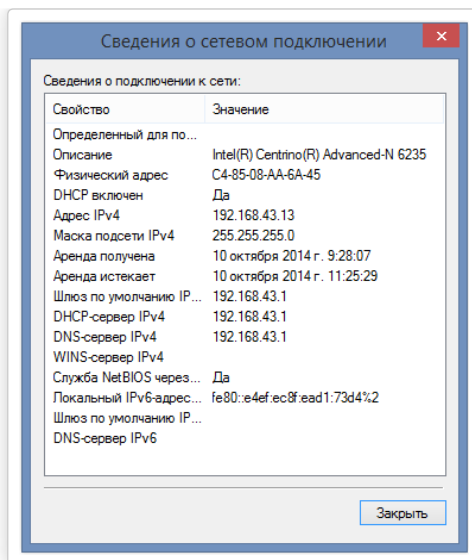 Сведения о сетевом подключении
Сведения о подключении к сети:
Свойство Значение
Определенный для по...
Описание Intel(R) Centrino(R) Advanced-N 6235
Физический адрес C4-85-08-AA-6A-45
DHCP включен Да
Адрес IPv4 192.168.43.13
Маска подсети IPv4 255.255.255.0
Аренда получена 10 октября 2014 г. 9:28:07
Аренда истекает 10 октября 2014 г. 11:25:29
Шлюз по умолчанию IP... 192.168.43.1
DHCP-сервер IPv4 192.168.43.1
DNS-сервер IPv4 192.168.43.1
WINS-сервер IPv4
Служба NetBIOS через... Да
Локальный IPv6-адрес... fe80::e4ef:ec8f:ead1:73d4%2
Шлюз по умолчанию IP...
DNS-сервер IPv6
Закрыть